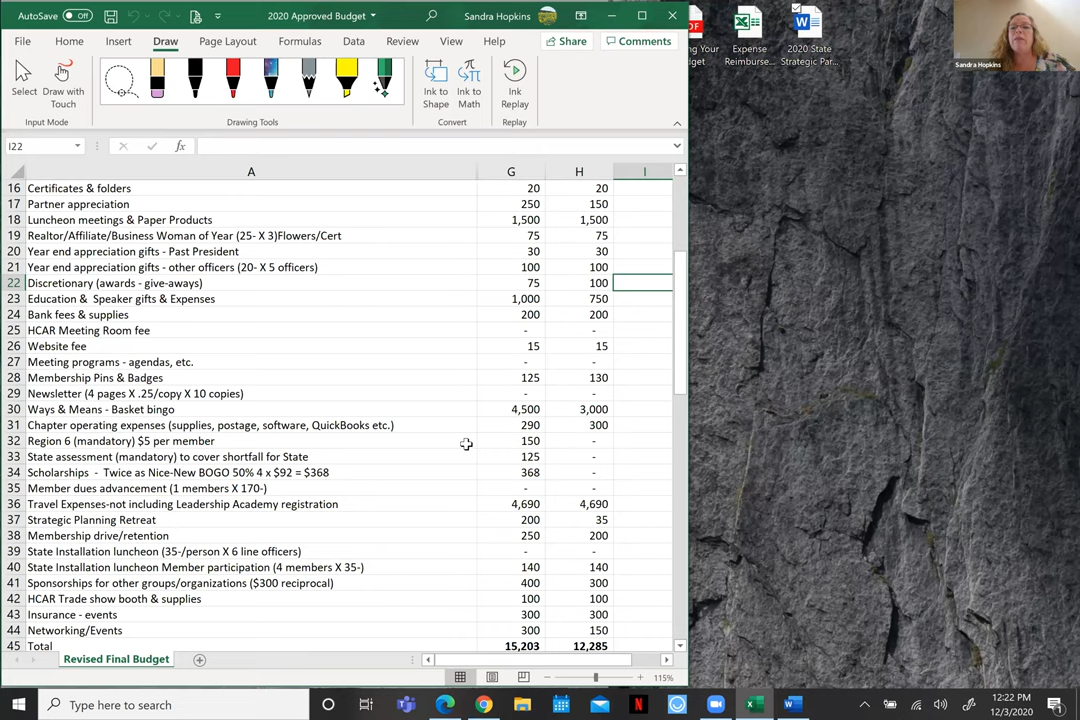 AutoSave Off 2020 Approved Budget Sandra Hopkins
File Home Insert Draw Page Layout Formulas Data Review View Help Share Comments
Select Draw with Touch Ink to Shape Ink to Math Ink Replay
Input Mode Drawing Tools Convert Replay
I22 fx
A G H I
16 Certificates & folders 20 20
17 Partner appreciation 250 150
18 Luncheon meetings & Paper Products 1,500 1,500
19 Realtor/Affiliate/Business Woman of Year (25- X 3)Flowers/Cert 75 75
20 Year end appreciation gifts - Past President 30 30
21 Year end appreciation gifts - other officers (20- X 5 officers) 100 100
22 Discretionary (awards - give-aways) 75 100
23 Education & Speaker gifts & Expenses 1,000 750
24 Bank fees & supplies 200 200
25 HCAR Meeting Room fee - -
26 Website fee 15 15
27 Meeting programs - agendas, etc. - -
28 Membership Pins & Badges 125 130
29 Newsletter (4 pages X .25/copy X 10 copies) - -
30 Ways & Means - Basket bingo 4,500 3,000
31 Chapter operating expenses (supplies, postage, software, QuickBooks etc.) 290 300
32 Region 6 (mandatory) $5 per member 150 -
33 State assessment (mandatory) to cover shortfall for State 125 -
34 Scholarships - Twice as Nice-New BOGO 50% 4 x $92 = $368 368 -
35 Member dues advancement (1 members X 170-) - -
36 Travel Expenses-not including Leadership Academy registration 4,690 4,690
37 Strategic Planning Retreat 200 35
38 Membership drive/retention 250 200
39 State Installation luncheon (35-/person X 6 line officers) - -
40 State Installation luncheon Member participation (4 members X 35-) 140 140
41 Sponsorships for other groups/organizations ($300 reciprocal) 400 300
42 HCAR Trade show booth & supplies 100 100
43 Insurance - events 300 300
44 Networking/Events 300 150
45 Total 15,203 12,285
Revised Final Budget
115%
Your
Expense Reimburse...
2020 State Strategic Par...
Sandra Hopkins
Type here to search
12:22 PM
12/3/2020